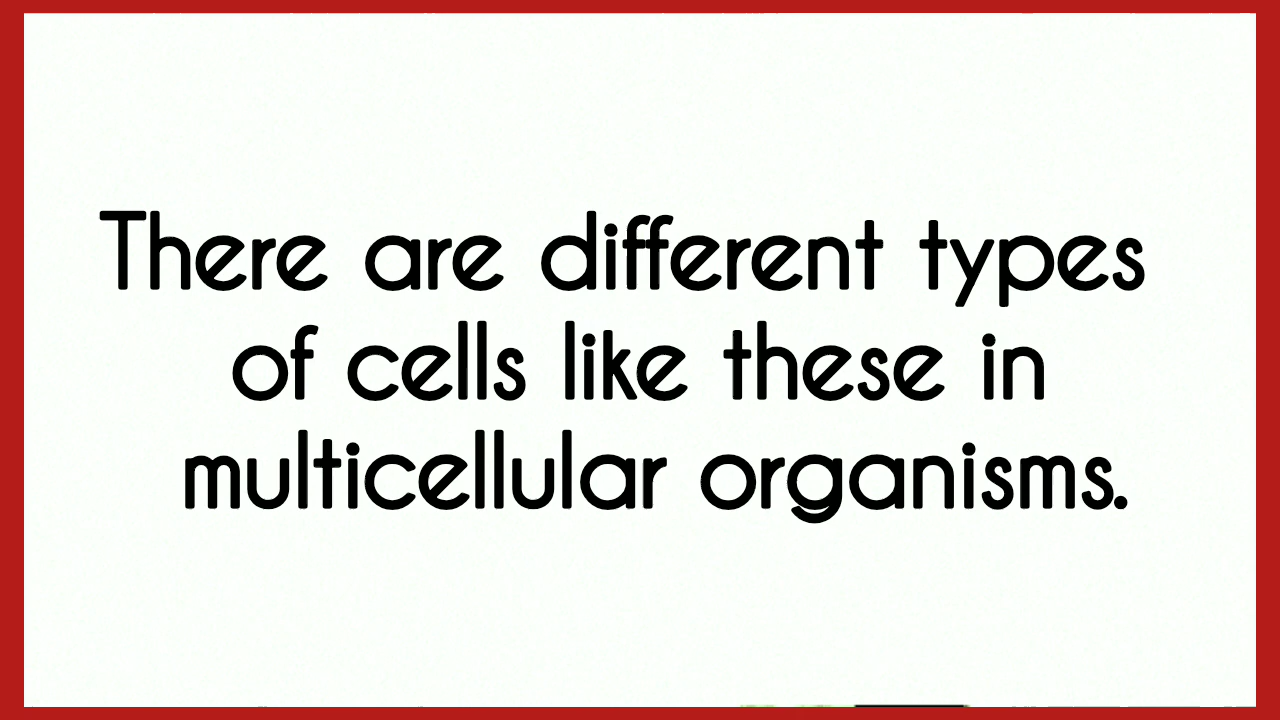 There are different types
of cells like these in
multicellular organisms.